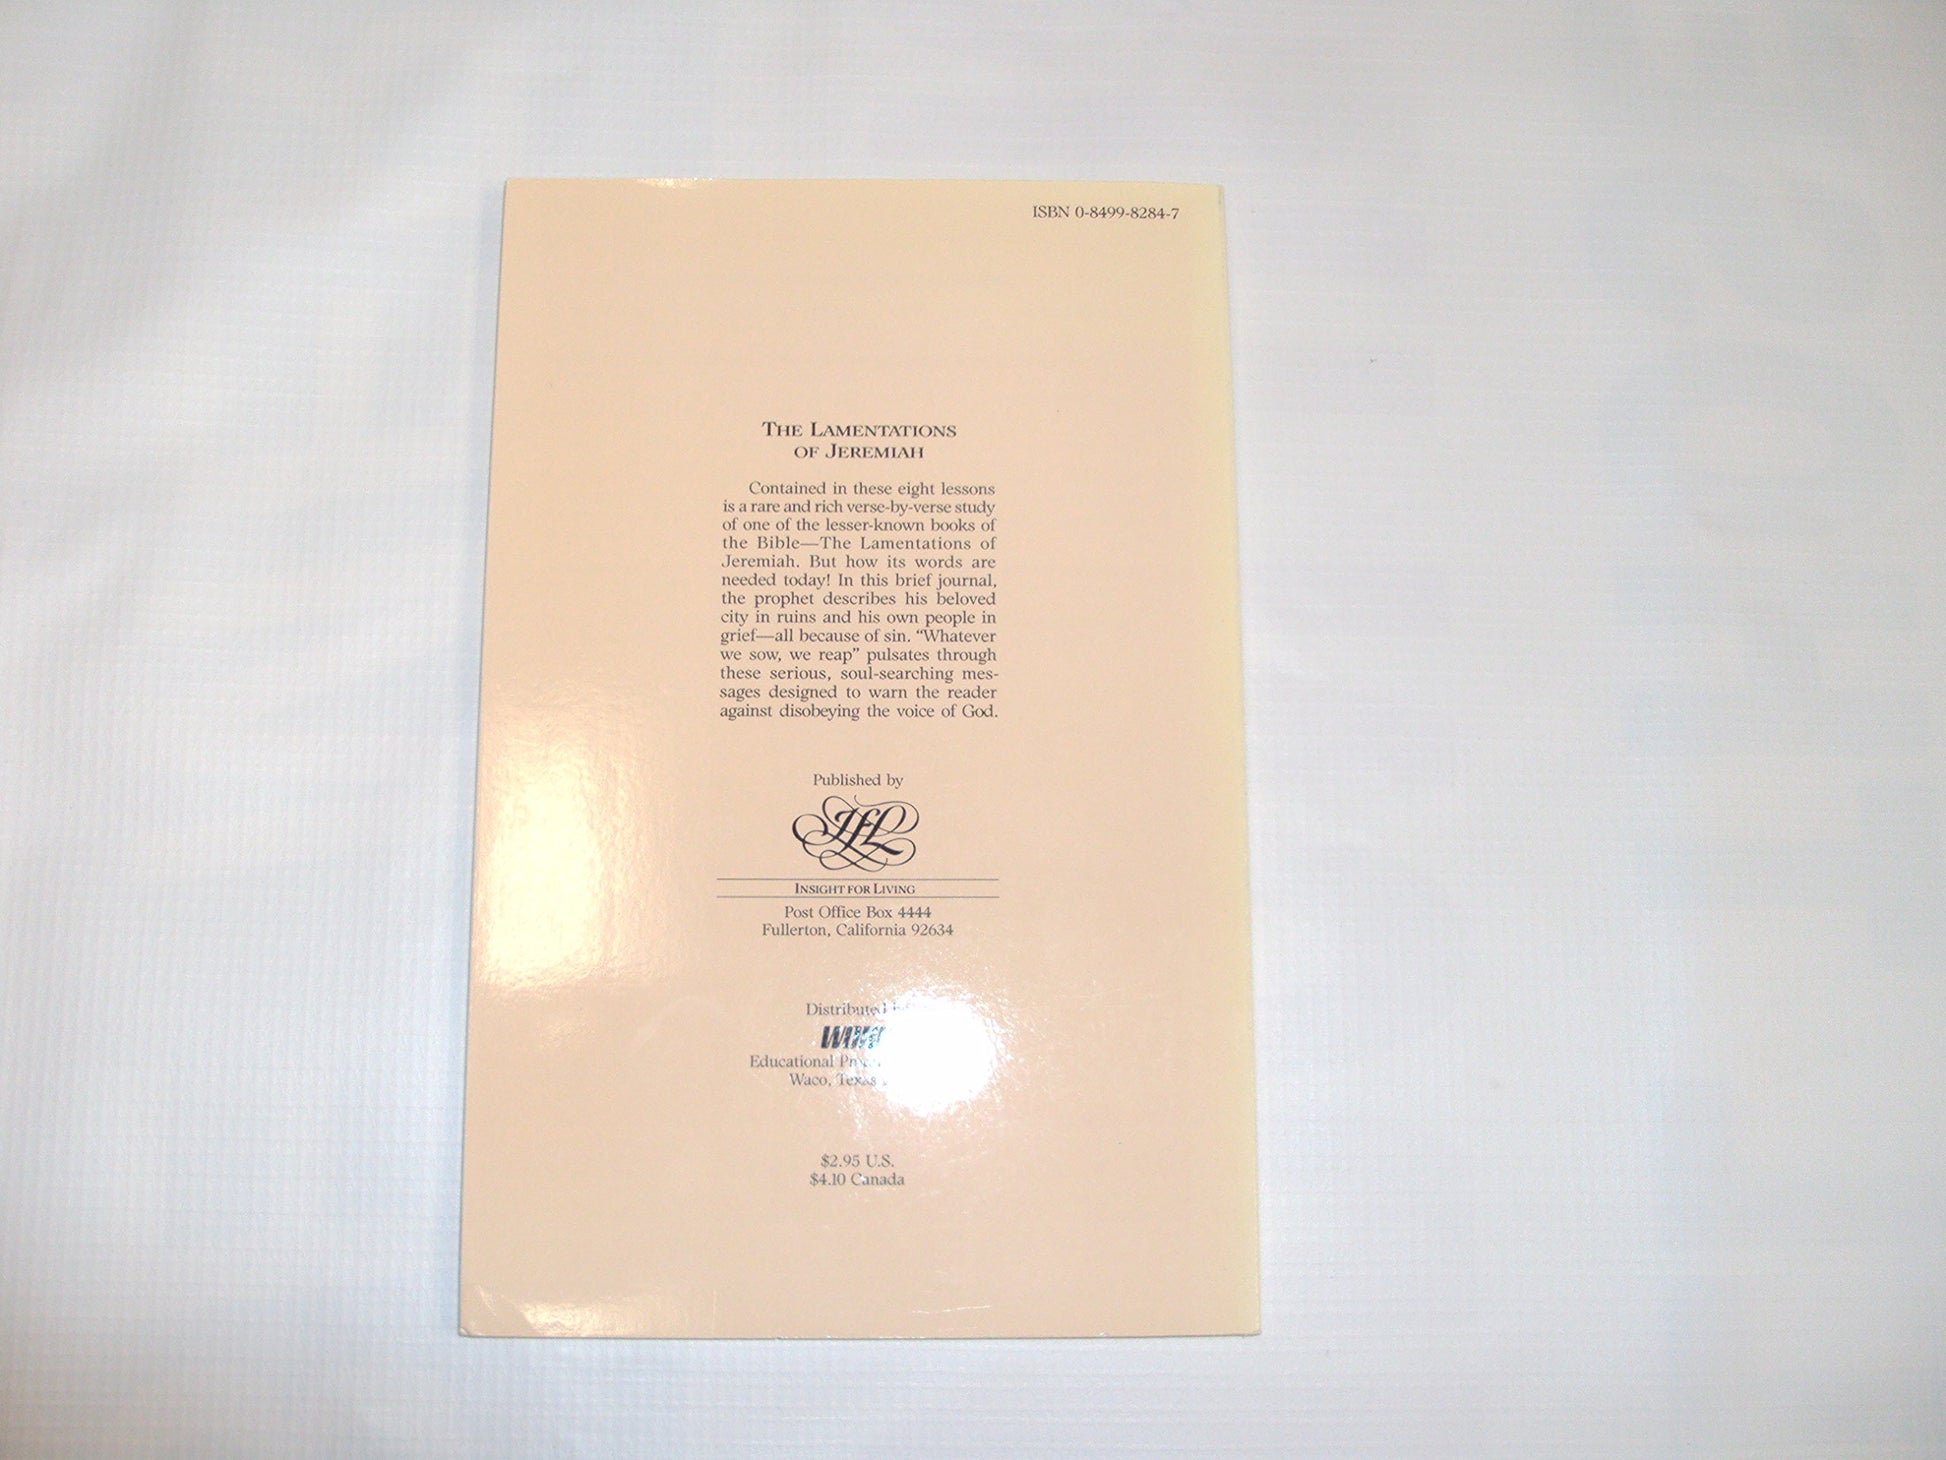 ISBN 0-8499-8284-7
THE LAMENTATIONS
OF JEREMIAH
Contained in these eight lessons
is a rare and rich verse-by-verse study
of one of the lesser-known books of
the Bible—The Lamentations of
Jeremiah. But how its words are
needed today! In this brief journal,
the prophet describes his beloved
city in ruins and his own people in
grief—all because of sin. “Whatever
we sow, we reap” pulsates through
these serious, soul-searching mes-
sages designed to warn the reader
against disobeying the voice of God.
Published by
IFL
INSIGHT FOR LIVING
Post Office Box 4444
Fullerton, California 92634
Distributed
Educational
Waco, Texas
$2.95 U.S.
$4.10 Canada